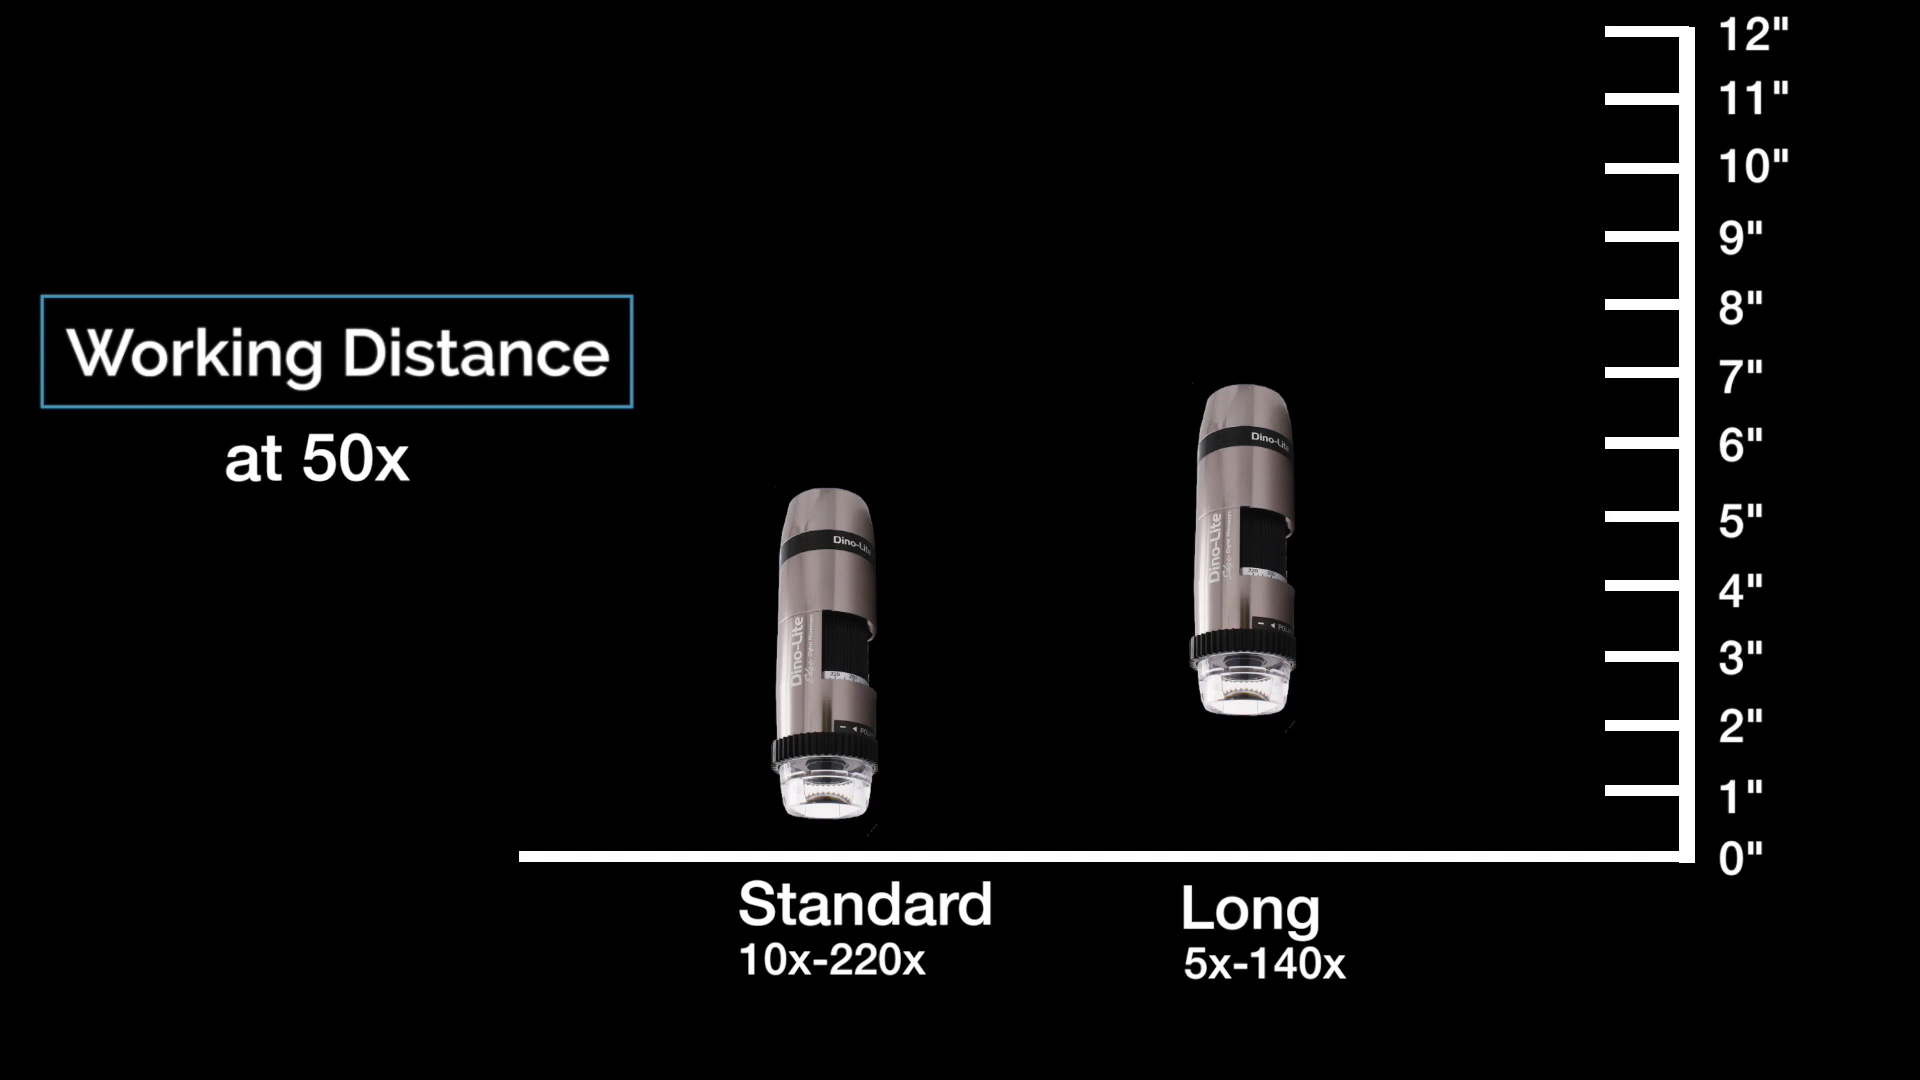 Working Distance
at 50x
12"
11"
10"
9"
8"
7"
6"
5"
4"
3"
2"
1"
0"
Dino-Lite
Dino-Lite
Dino-Lite
Dino-Lite
Standard
10x-220x
Long
5x-140x